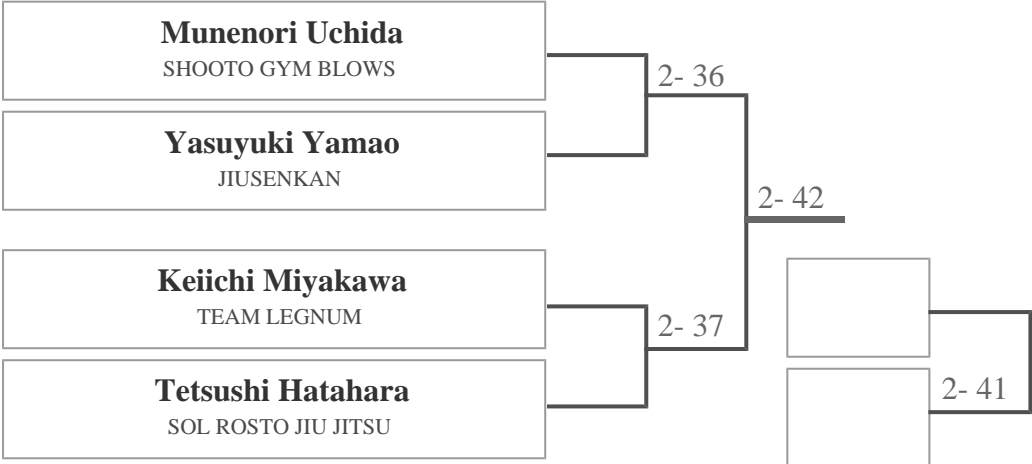 Munenori Uchida
SHOOTO GYM BLOWS
2- 36
Yasuyuki Yamao
JIUSENKAN
2- 42
Keiichi Miyakawa
TEAM LEGNUM
2- 37
Tetsushi Hatahara
SOL ROSTO JIU JITSU
2- 41